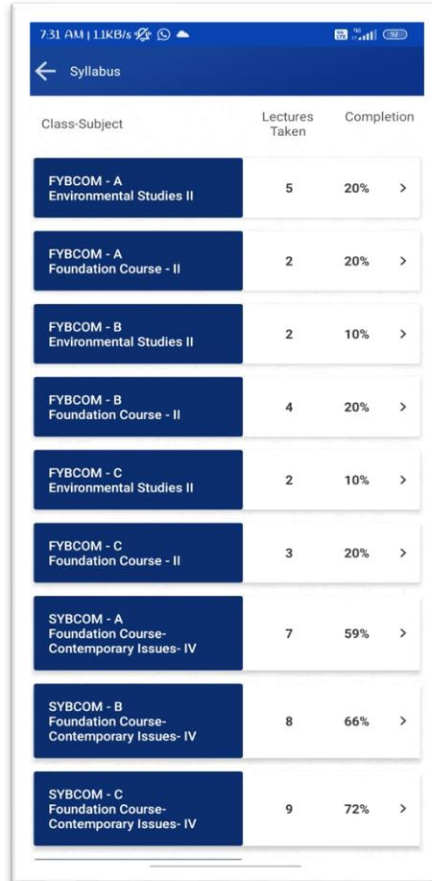 7:31 AM | 1.1KB/s
Syllabus
Class-Subject
Lectures Taken
Completion
FYBCOM - A
Environmental Studies II
5 20%
FYBCOM - A
Foundation Course - II
2 20%
FYBCOM - B
Environmental Studies II
2 10%
FYBCOM - B
Foundation Course - II
4 20%
FYBCOM - C
Environmental Studies II
2 10%
FYBCOM - C
Foundation Course - II
3 20%
SYBCOM - A
Foundation Course-
Contemporary Issues- IV
7 59%
SYBCOM - B
Foundation Course-
Contemporary Issues- IV
8 66%
SYBCOM - C
Foundation Course-
Contemporary Issues- IV
9 72%